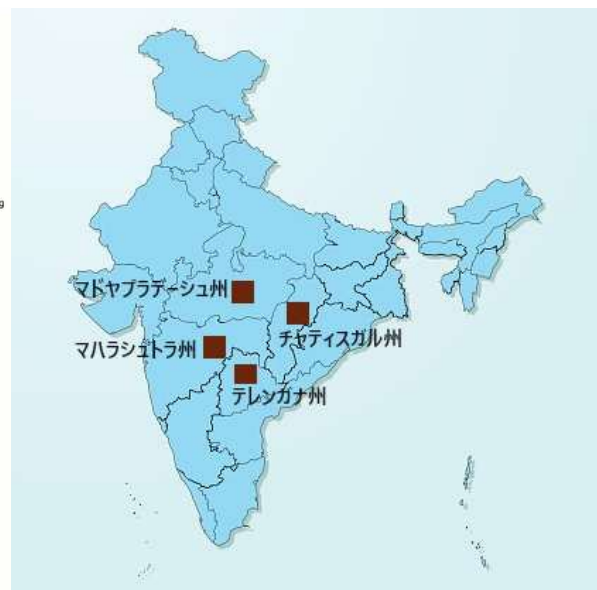 g
マドヤプラデーシュ州
チャティスガル州
マハラシュトラ州
テレンガナ州